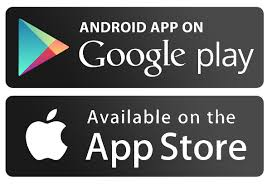 ANDROID APP ON
Google play
Available on the
App Store